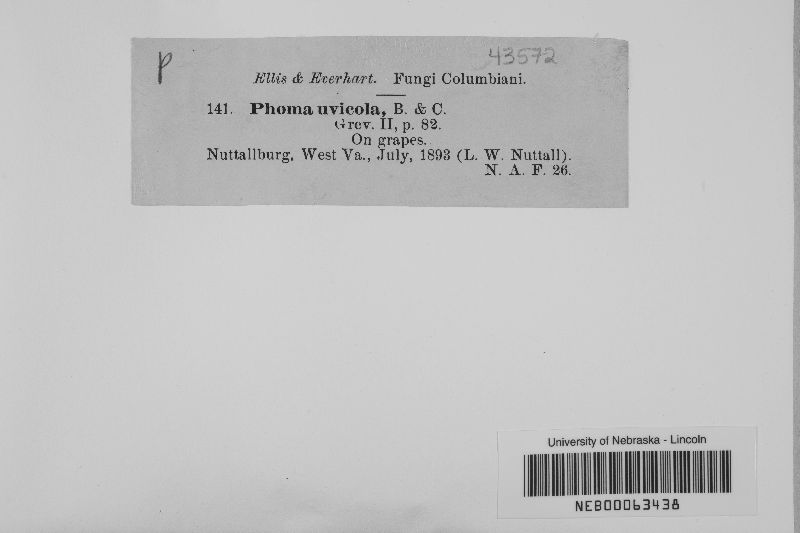 P
43572
Ellis & Everhart. Fungi Columbiani.
141. Phoma uvicola, B. & C.
Grev. II, p. 82.
On grapes.
Nuttallburg, West Va., July, 1893 (L. W. Nuttall).
N. A. F. 26.
University of Nebraska - Lincoln
NEB00063438